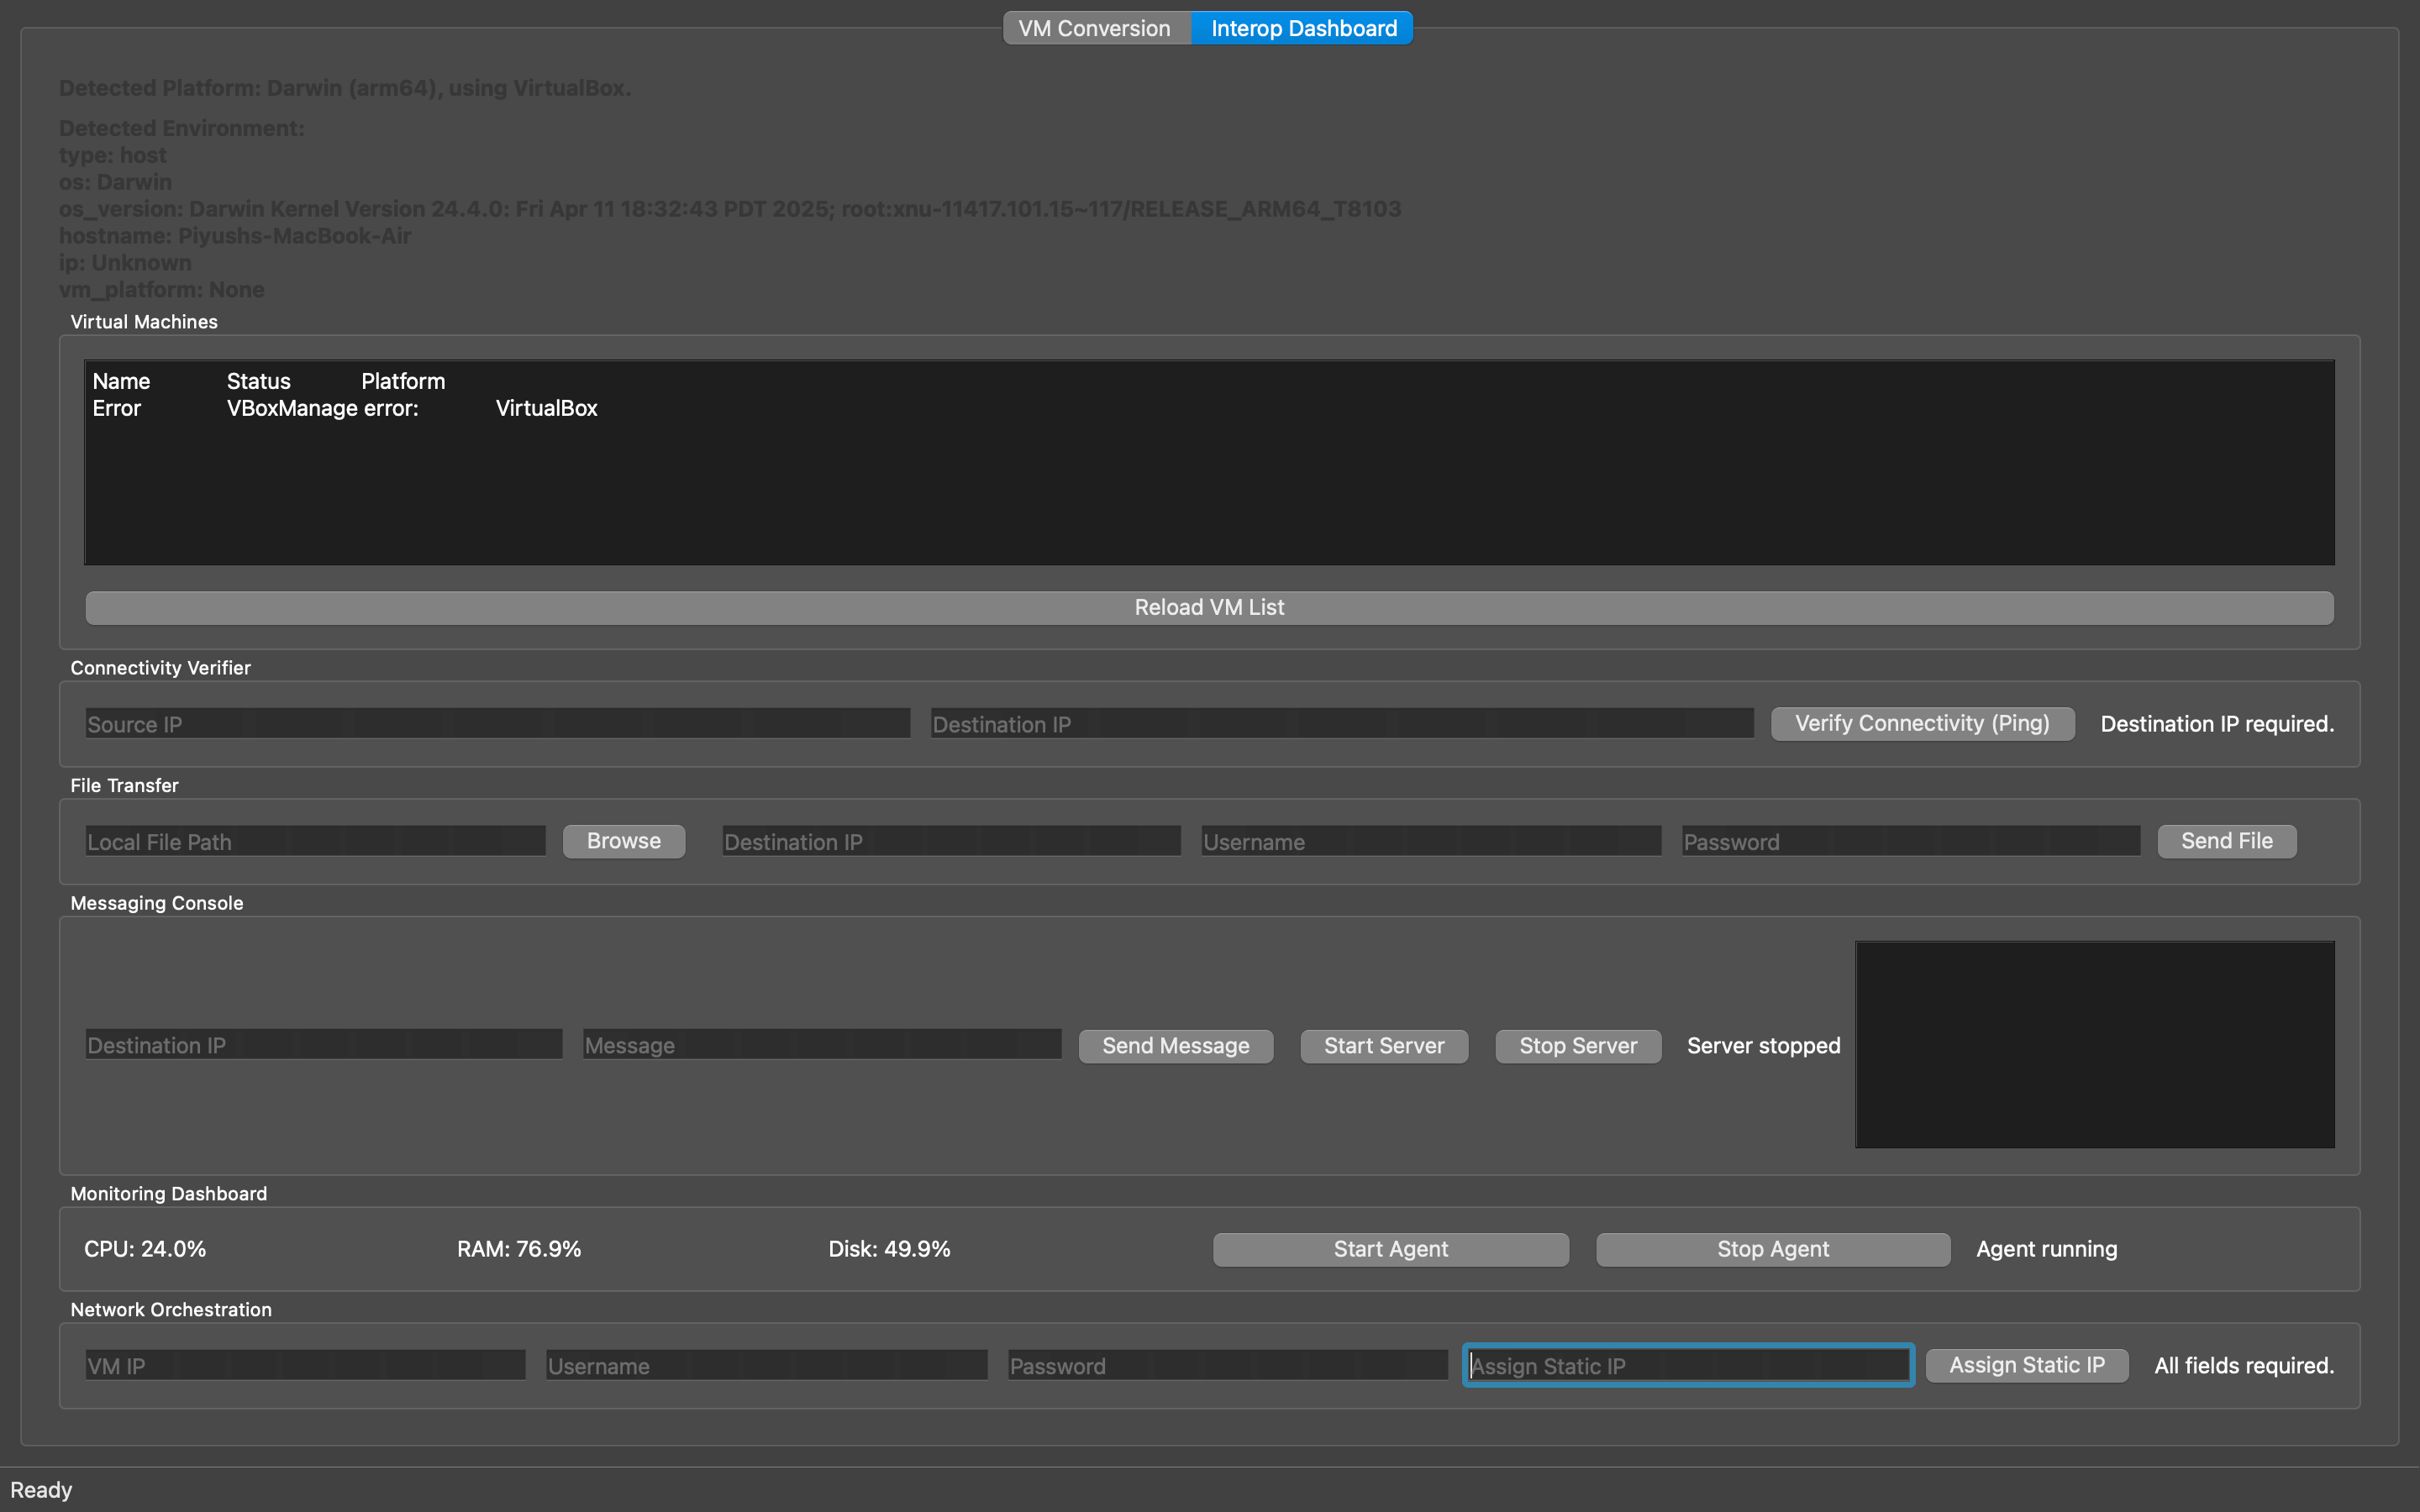 VM Conversion Interop Dashboard
Detected Platform: Darwin (arm64), using VirtualBox.
Detected Environment:
type: host
os: Darwin
os_version: Darwin Kernel Version 24.4.0: Fri Apr 11 18:32:43 PDT 2025; root:xnu-11417.101.15~117/RELEASE_ARM64_T8103
hostname: Piyushs-MacBook-Air
ip: Unknown
vm_platform: None
Virtual Machines
Name Status Platform
Error VBoxManage error: VirtualBox
Reload VM List
Connectivity Verifier
Source IP Destination IP Verify Connectivity (Ping) Destination IP required.
File Transfer
Local File Path Browse Destination IP Username Password Send File
Messaging Console
Destination IP Message Send Message Start Server Stop Server Server stopped
Monitoring Dashboard
CPU: 24.0% RAM: 76.9% Disk: 49.9% Start Agent Stop Agent Agent running
Network Orchestration
VM IP Username Password Assign Static IP Assign Static IP All fields required.
Ready